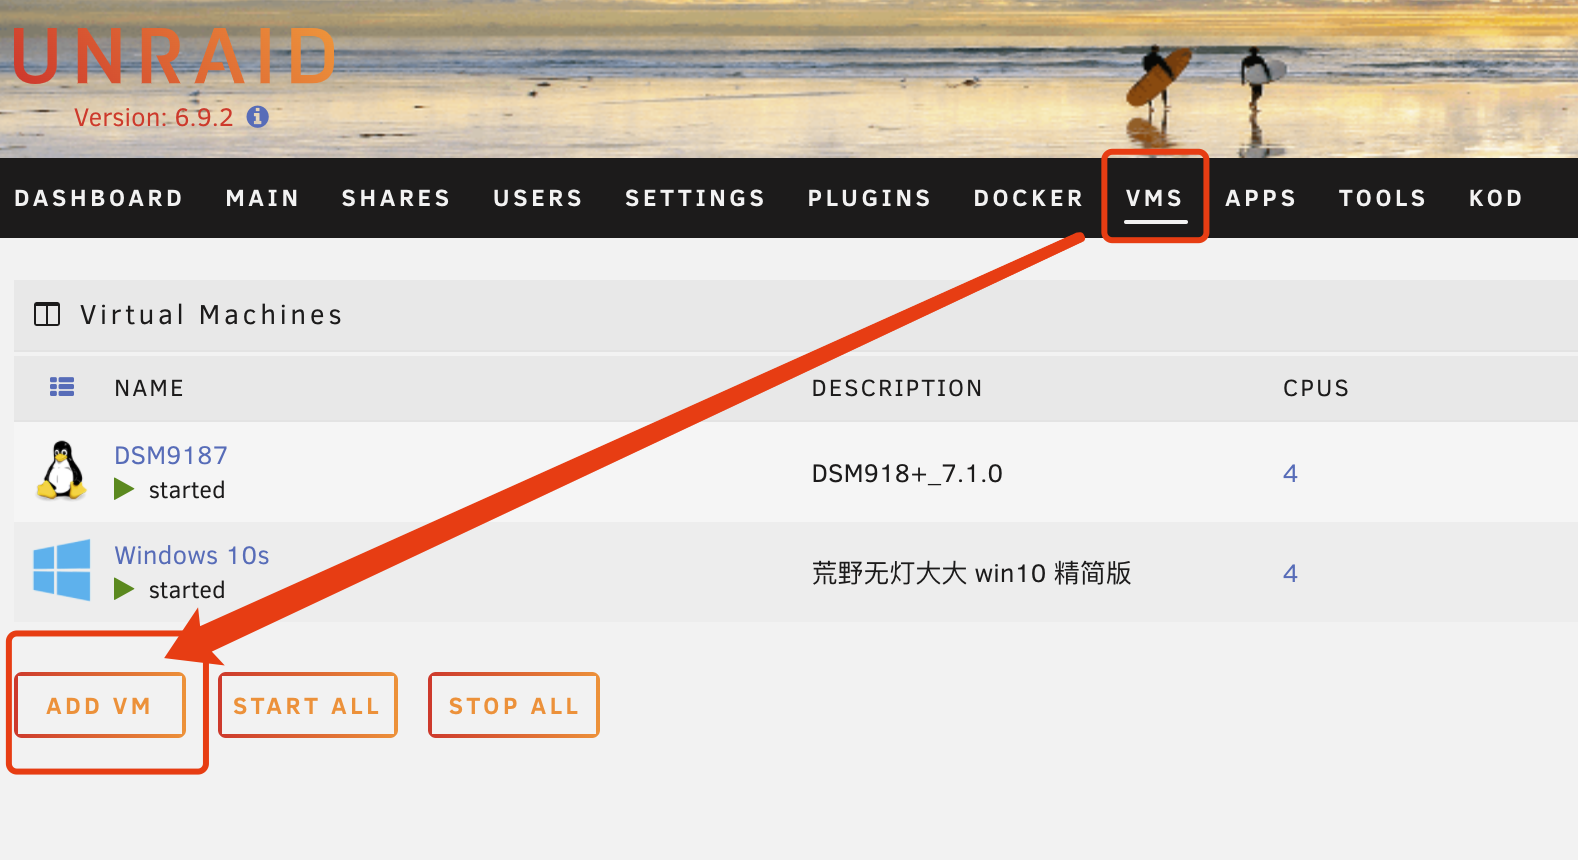 UNRAID
Version: 6.9.2
DASHBOARD MAIN SHARES USERS SETTINGS PLUGINS DOCKER VMS APPS TOOLS KOD
Virtual Machines
NAME DESCRIPTION CPUS
DSM9187
started
DSM918+_7.1.0
4
Windows 10s
started
荒野无灯大大 win10 精简版
4
ADD VM START ALL STOP ALL